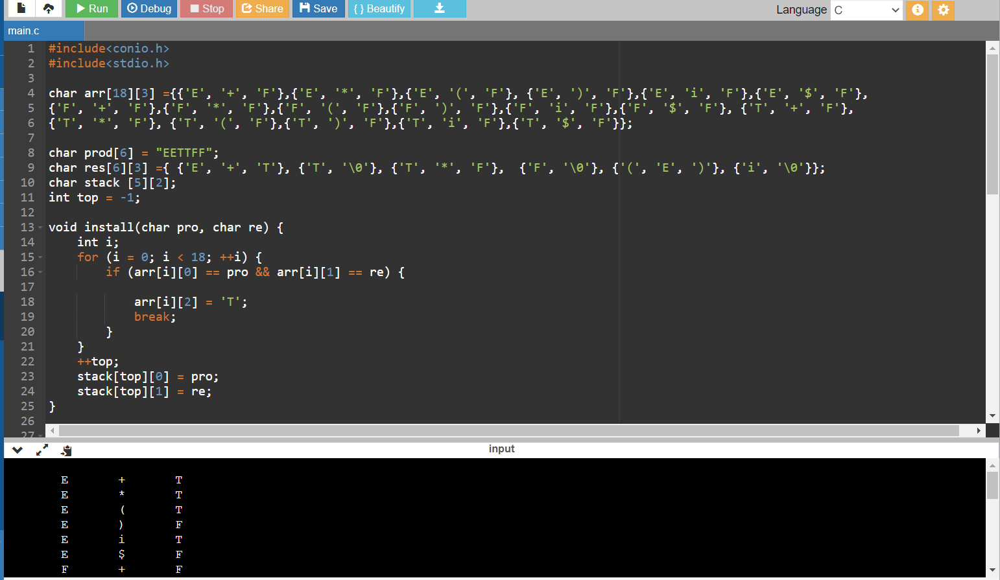 Run Debug Stop Share Save { } Beautify Language C
main.c
1 #include<conio.h>
2 #include<stdio.h>
3
4 char arr[18][3] ={{'E', '+', 'F'},{'E', '*', 'F'},{'E', '(', 'F'}, {'E', ')', 'F'},{'E', 'i', 'F'},{'E', '$', 'F'},
5 {'F', '+', 'F'},{'F', '*', 'F'},{'F', '(', 'F'},{'F', ')', 'F'},{'F', 'i', 'F'},{'F', '$', 'F'}, {'T', '+', 'F'},
6 {'T', '*', 'F'}, {'T', '(', 'F'},{'T', ')', 'F'},{'T', 'i', 'F'},{'T', '$', 'F'}};
7
8 char prod[6] = "EETTFF";
9 char res[6][3] ={ {'E', '+', 'T'}, {'T', '\0'}, {'T', '*', 'F'},  {'F', '\0'}, {'(', 'E', ')'}, {'i', '\0'}};
10 char stack [5][2];
11 int top = -1;
12
13 void install(char pro, char re) {
14     int i;
15     for (i = 0; i < 18; ++i) {
16         if (arr[i][0] == pro && arr[i][1] == re) {
17
18             arr[i][2] = 'T';
19             break;
20         }
21     }
22     ++top;
23     stack[top][0] = pro;
24     stack[top][1] = re;
25 }
26
27
input
E + T
E * T
E ( T
E ) F
E i T
E $ F
F + F